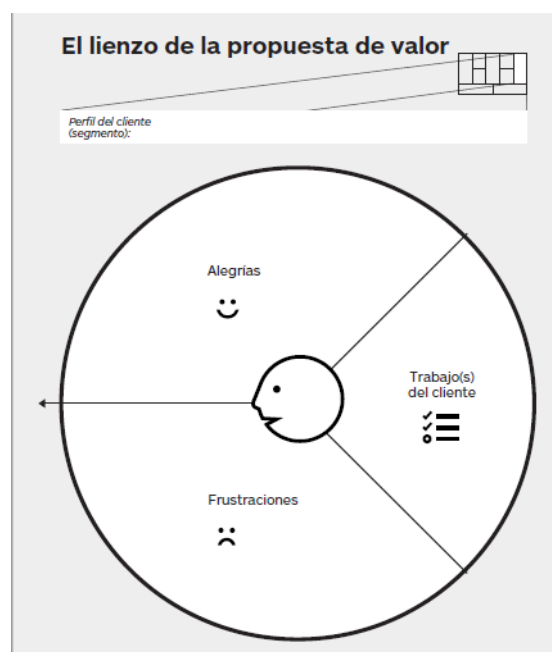 El lienzo de la propuesta de valor
Perfil del cliente
(segmento):
Alegrías
Trabajo(s)
del cliente
Frustraciones